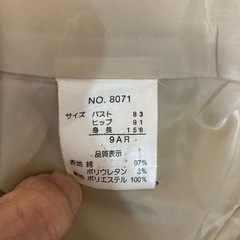 NO. 8071
サイズ バスト 83
ヒップ 91
身長 158
9AR
品質表示
表地 綿 97%
ポリウレタン 3%
ポリエステル 100%